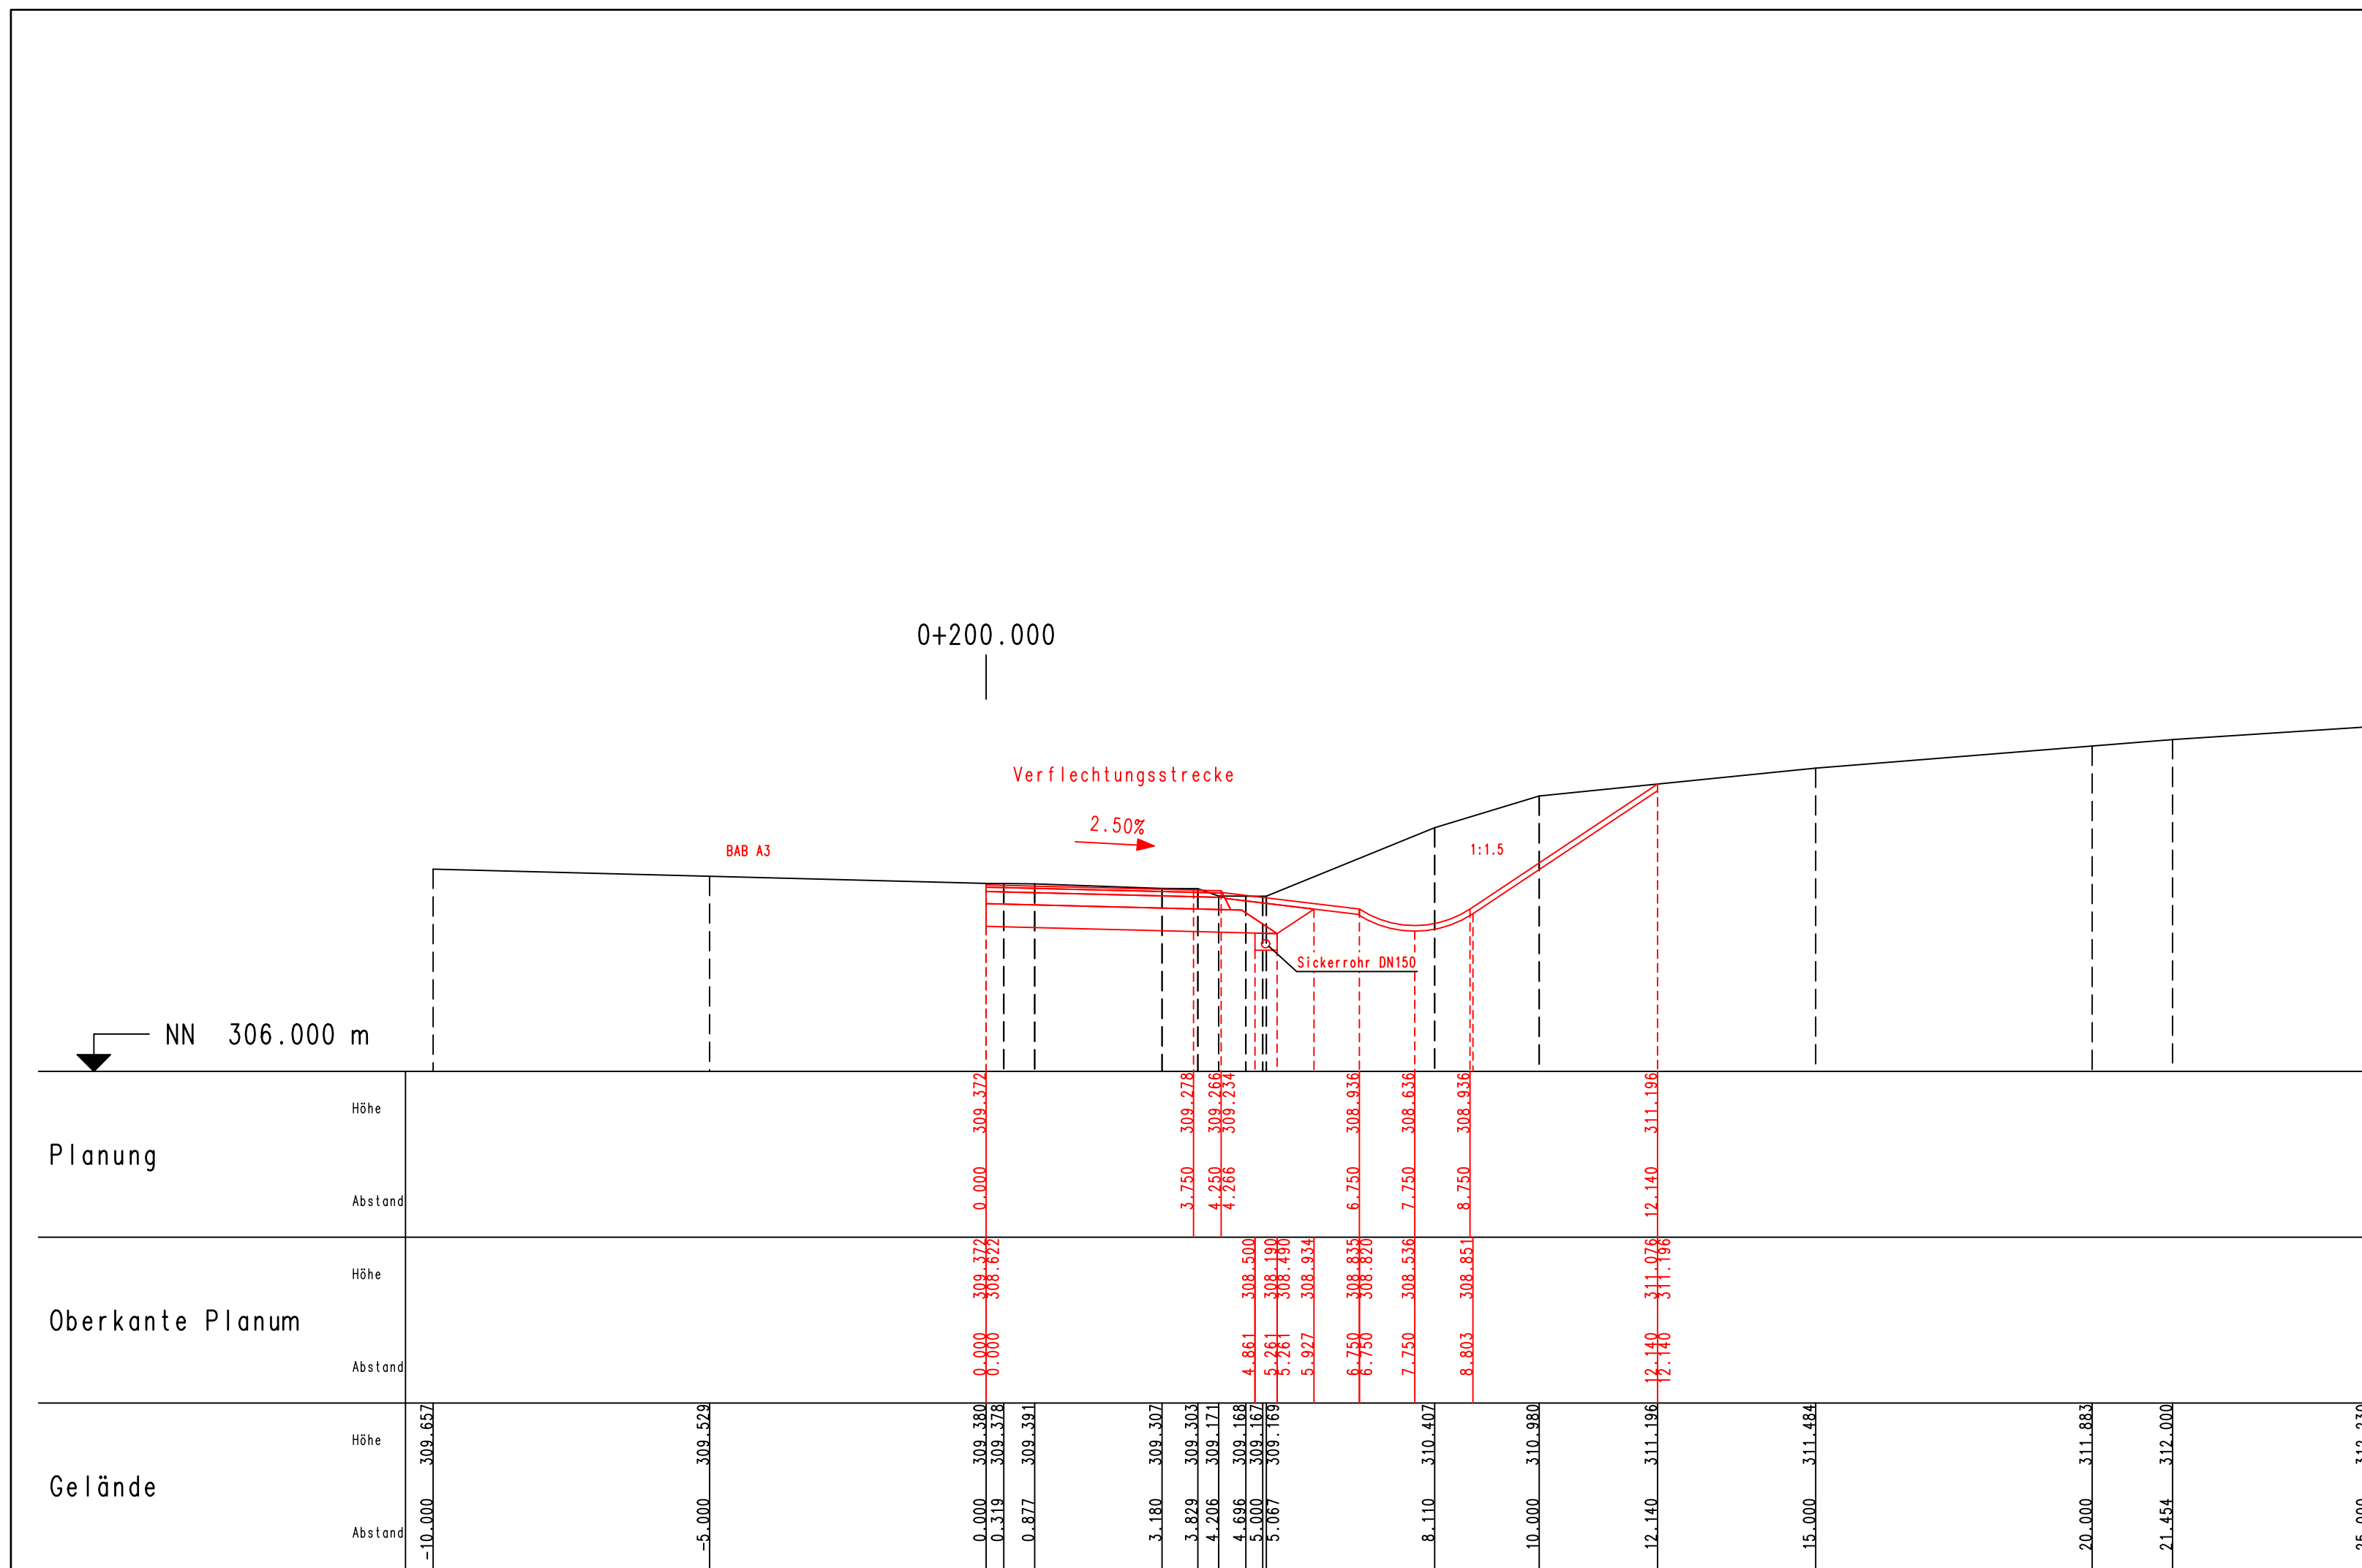 0+200.000
Verflechtungsstrecke
2.50%
BAB A3
1:1.5
Sickerrohr DN150
NN 306.000 m
Planung
Höhe
309.372 309.278 309.266 309.234 308.936 308.636 308.936 311.196
Abstand
0.000 3.750 4.250 4.266 6.750 7.750 8.750 12.140
Oberkante Planum
Höhe
309.372 308.622 308.500 308.190 308.490 308.934 308.835 308.820 308.536 308.851 311.076 311.196
Abstand
0.000 0.000 4.861 5.261 5.261 5.927 6.750 6.750 7.750 8.803 12.140 12.140
Gelände
Höhe
309.657 309.529 309.380 309.378 309.391 309.307 309.303 309.171 309.168 309.167 309.169 310.407 310.980 311.196 311.484 311.883 312.000
Abstand
-10.000 -5.000 0.000 0.319 0.877 3.180 3.829 4.206 4.696 5.000 5.067 8.110 10.000 12.140 15.000 20.000 21.454